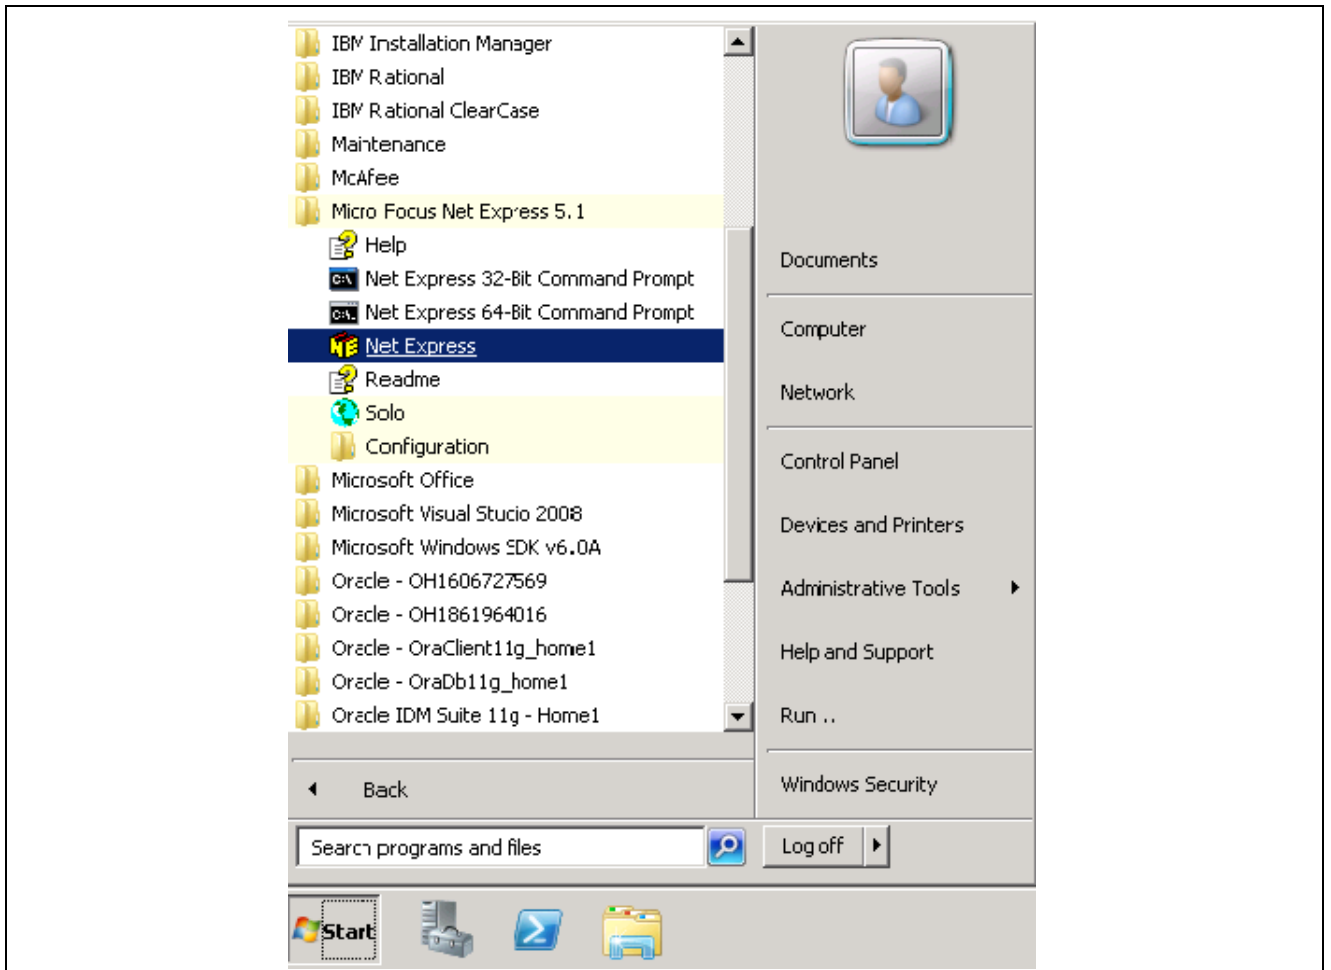 IBM Installation Manager
IBM Rational
IBM Rational ClearCase
Maintenance
McAfee
Micro Focus Net Express 5.1
Help
Net Express 32-Bit Command Prompt
Net Express 64-Bit Command Prompt
Net Express
Readme
Solo
Configuration
Microsoft Office
Microsoft Visual Studio 2008
Microsoft Windows SDK v6.0A
Oracle - OH1606727569
Oracle - OH1861964016
Oracle - OraClient11g_home1
Oracle - OraDb11g_home1
Oracle IDM Suite 11g - Home1
Back
Search programs and files
Documents
Computer
Network
Control Panel
Devices and Printers
Administrative Tools
Help and Support
Run...
Windows Security
Log off
Start